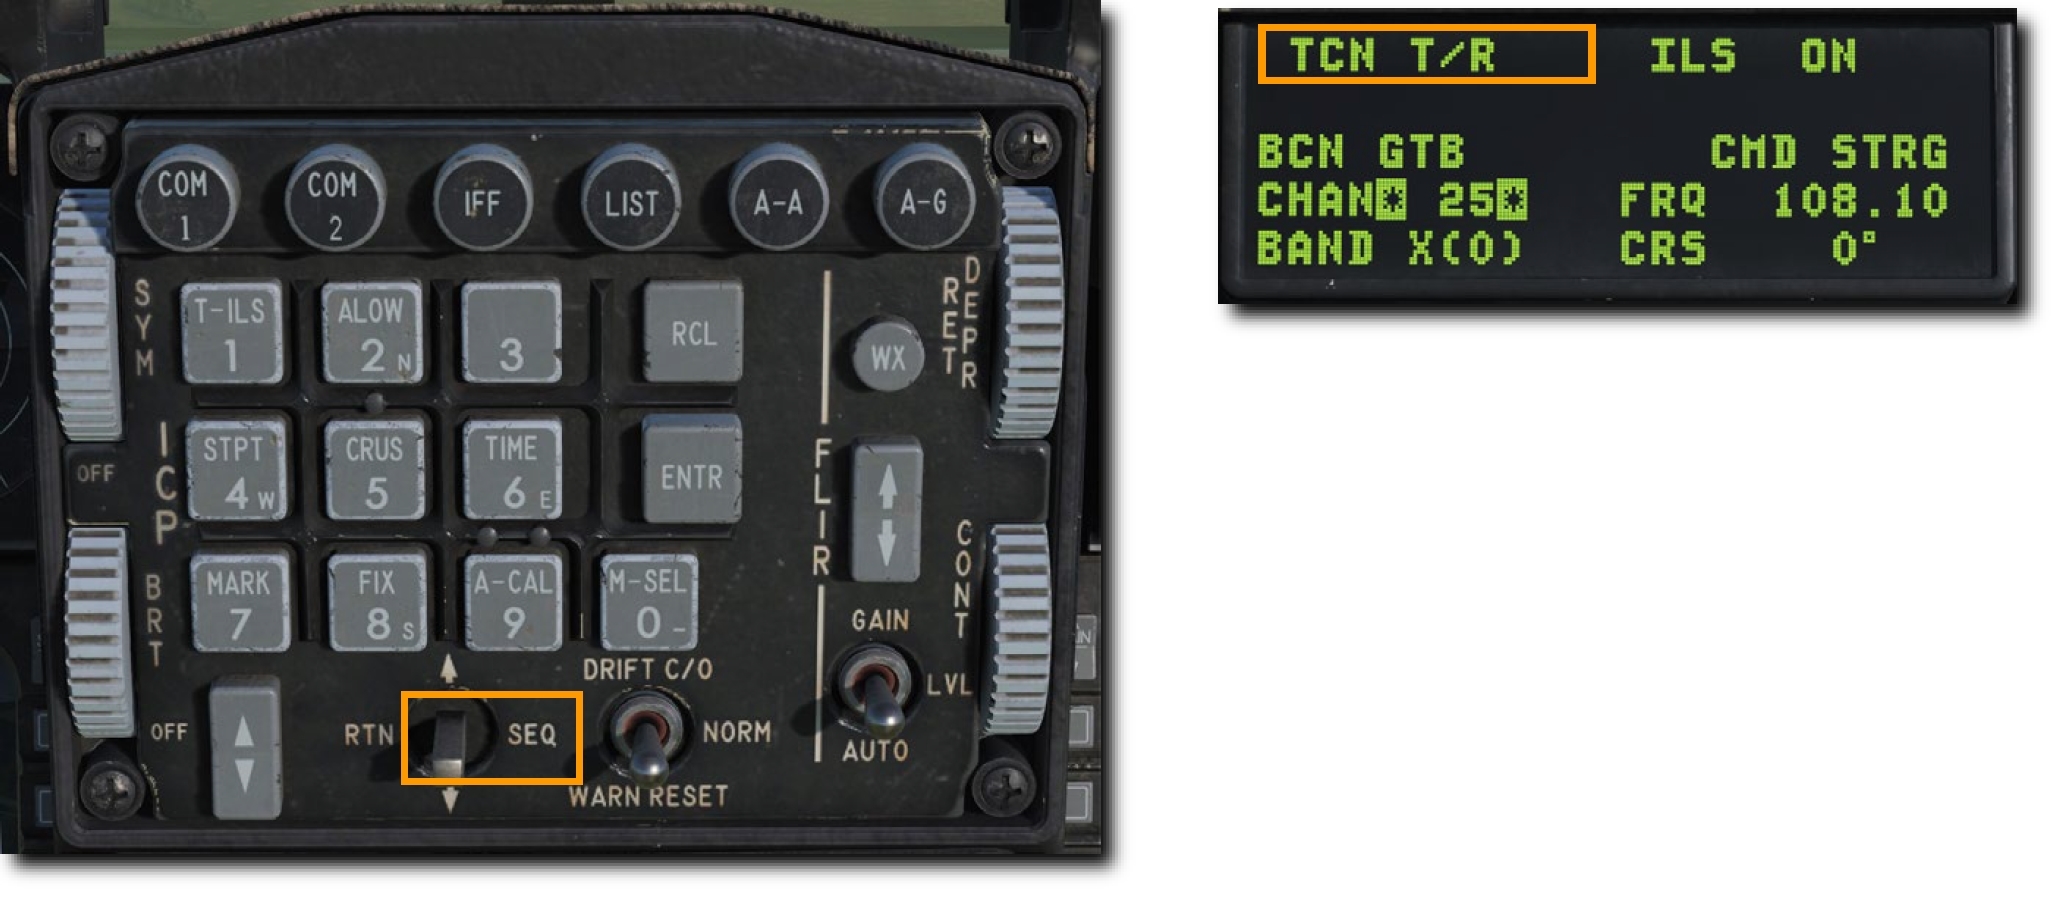 COM 1
COM 2
IFF
LIST
A-A
A-G
SYM
T-ILS 1
ALOW 2 N
3
RCL
WX
RET
DEPR
OFF
ICP
STPT 4 W
CRUS 5
TIME 6 E
ENTR
FLIR
CONT
BRT
MARK 7
FIX 8 S
A-CAL 9
M-SEL 0 -
GAIN
LVL
AUTO
OFF
RTN
SEQ
DRIFT C/O
NORM
WARN RESET
TCN T/R ILS ON
BCN GTB CMD STRG
CHAN* 25* FRQ 108.10
BAND X(0) CRS 0°